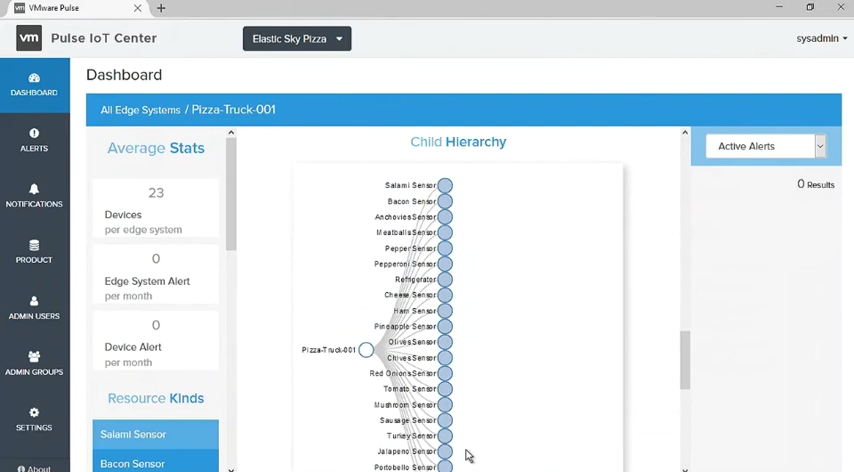 VMware Pulse
vm Pulse IoT Center
Elastic Sky Pizza
sysadmin
DASHBOARD
ALERTS
NOTIFICATIONS
PRODUCT
ADMIN USERS
ADMIN GROUPS
SETTINGS
About
Dashboard
All Edge Systems / Pizza-Truck-001
Average Stats
23
Devices
per edge system
0
Edge System Alert
per month
0
Device Alert
per month
Resource Kinds
Salami Sensor
Bacon Sensor
Child Hierarchy
Pizza-Truck-001
Salami Sensor
Bacon Sensor
Anchovies Sensor
Meatballs Sensor
Pepper Sensor
Pepperoni Sensor
Refrigerator
Cheese Sensor
Ham Sensor
Pineapple Sensor
Olives Sensor
Chives Sensor
Red Onions Sensor
Tomato Sensor
Mushroom Sensor
Sausage Sensor
Turkey Sensor
Jalapeno Sensor
Portobello Sensor
Active Alerts
0 Results